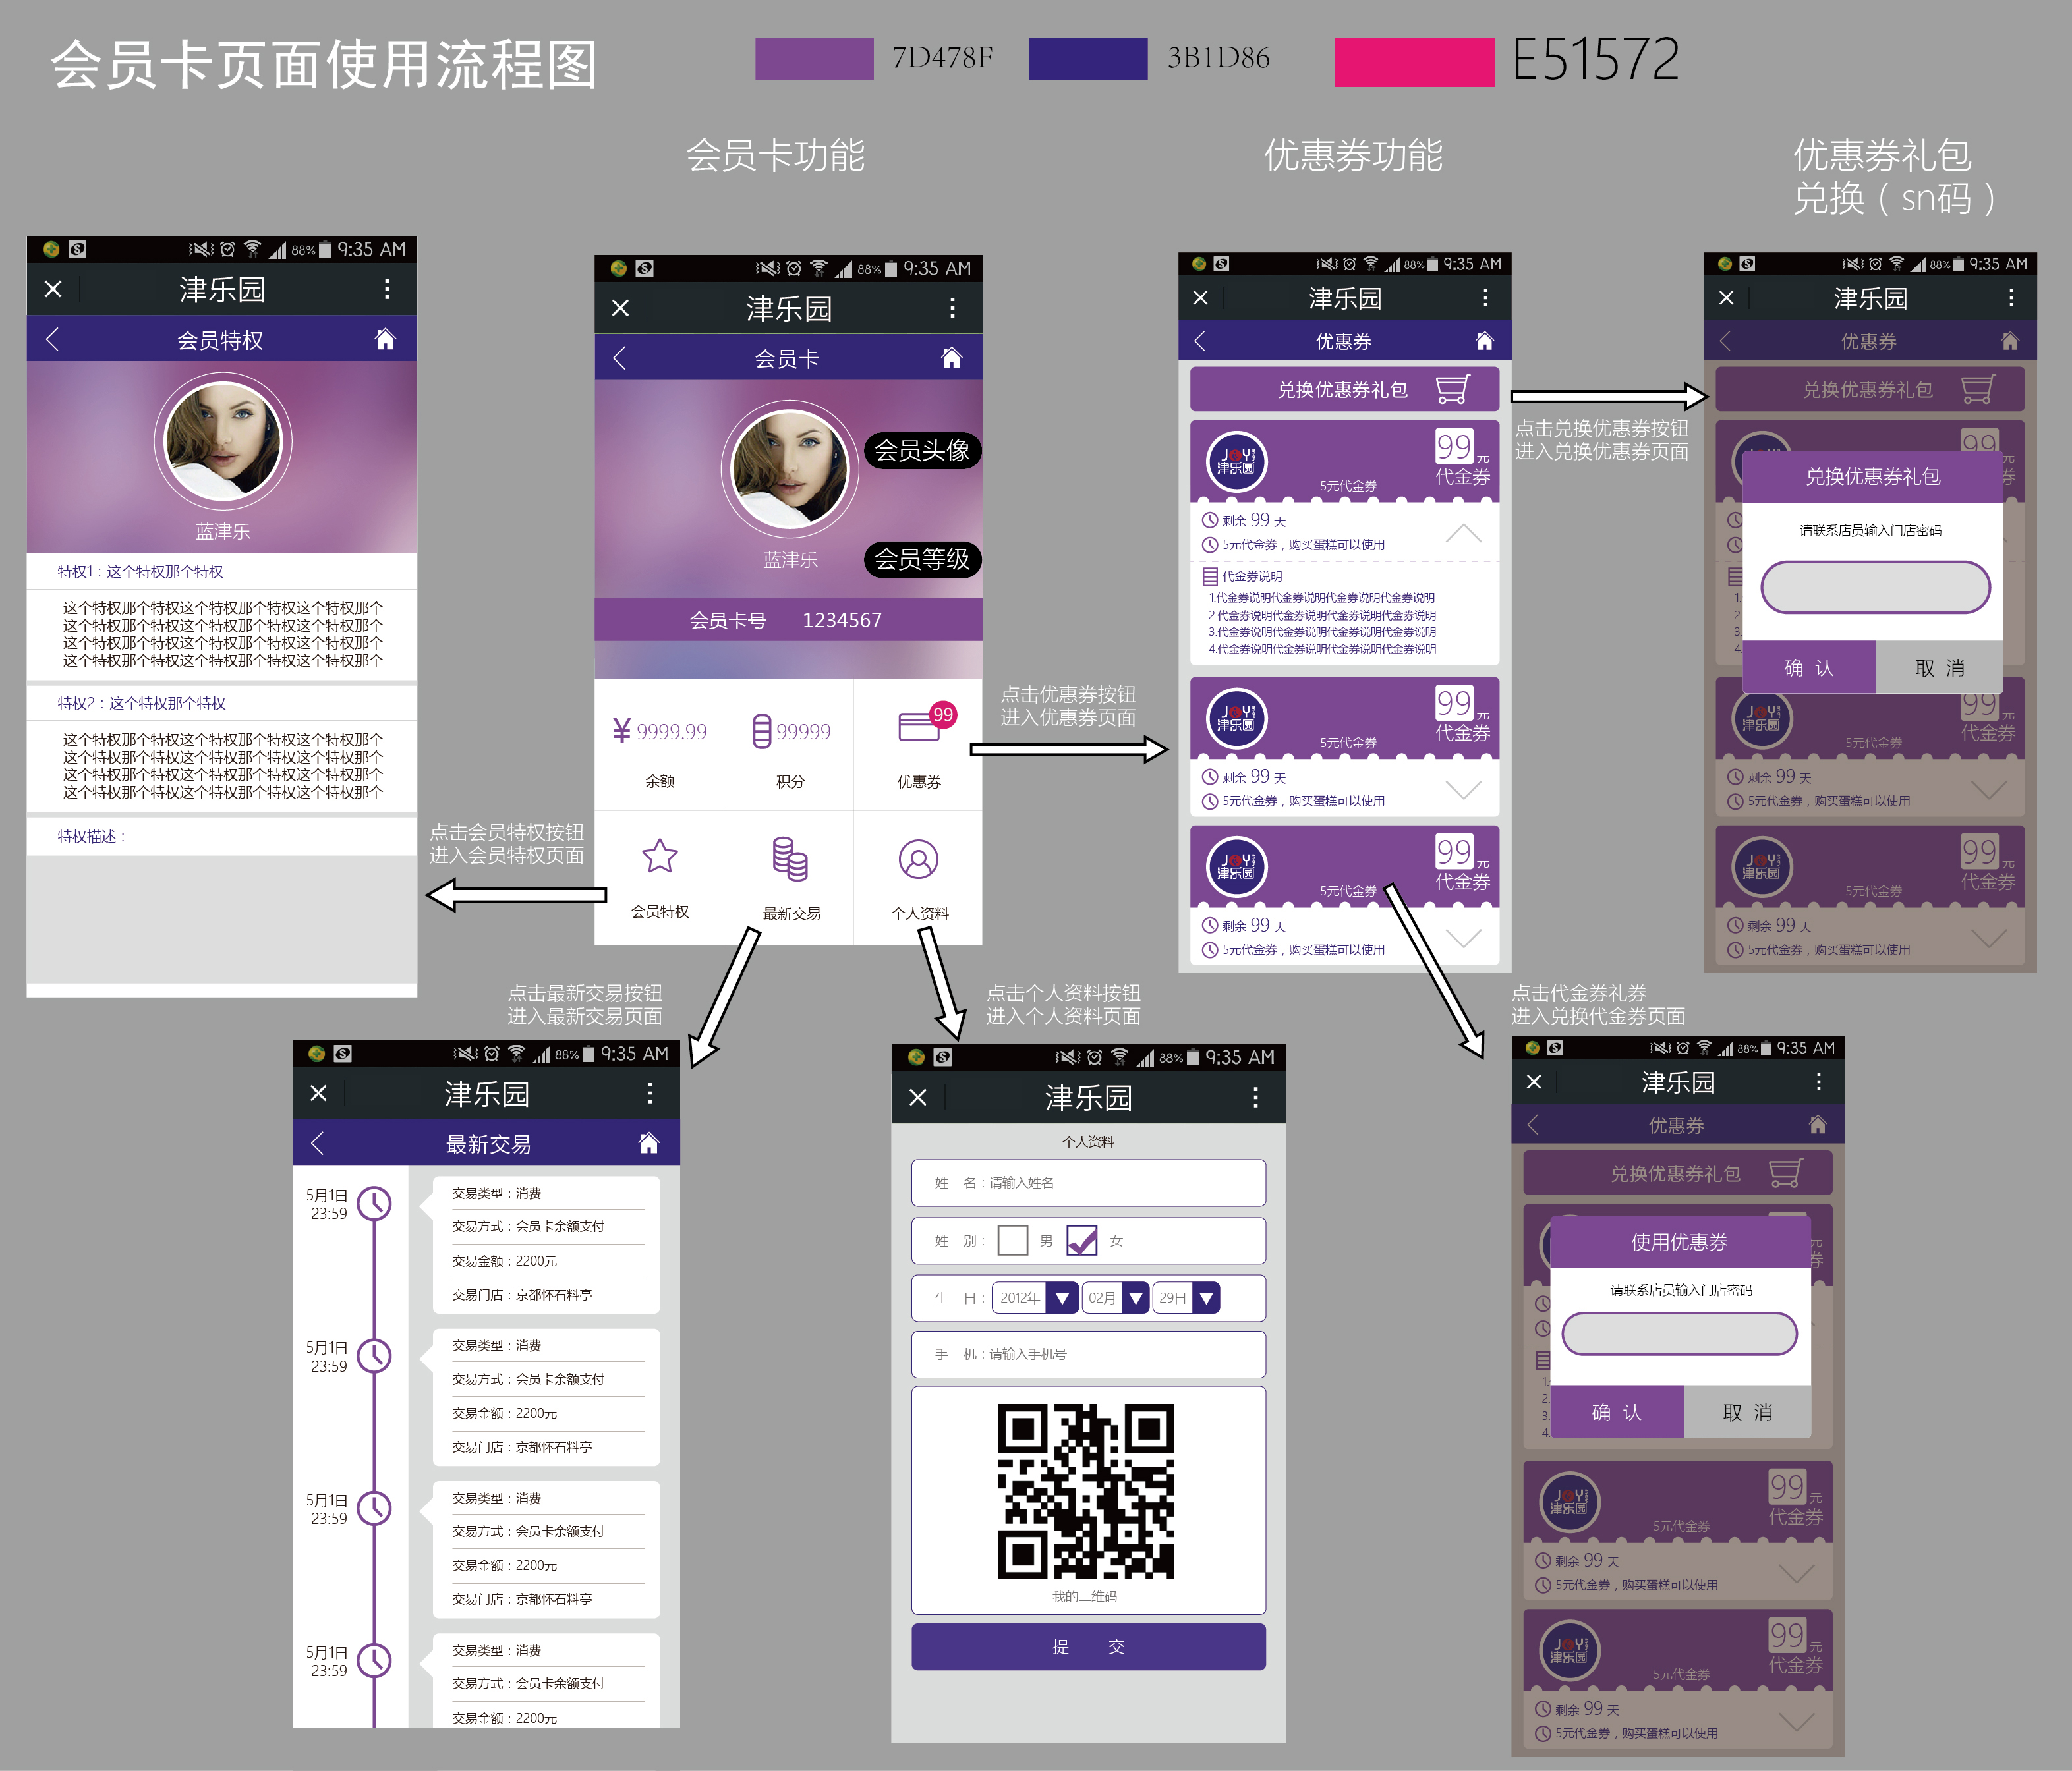 会员卡页面使用流程图
7D478F
3B1D86
E51572
会员卡功能
优惠券功能
优惠券礼包
兑换（sn码）
88% 9:35 AM
津乐园
会员特权
蓝津乐
特权1：这个特权那个特权
这个特权那个特权这个特权那个特权这个特权那个
这个特权那个特权这个特权那个特权这个特权那个
这个特权那个特权这个特权那个特权这个特权那个
这个特权那个特权这个特权那个特权这个特权那个
特权2：这个特权那个特权
这个特权那个特权这个特权那个特权这个特权那个
这个特权那个特权这个特权那个特权这个特权那个
这个特权那个特权这个特权那个特权这个特权那个
这个特权那个特权这个特权那个特权这个特权那个
特权描述：
点击会员特权按钮
进入会员特权页面
88% 9:35 AM
津乐园
会员卡
会员头像
蓝津乐
会员等级
会员卡号 1234567
¥ 9999.99
余额
99999
积分
99
优惠券
会员特权
最新交易
个人资料
点击优惠券按钮
进入优惠券页面
88% 9:35 AM
津乐园
优惠券
兑换优惠券礼包
JOY
津乐园
5元代金券
99 元
代金券
剩余 99 天
5元代金券，购买蛋糕可以使用
代金券说明
1.代金券说明代金券说明代金券说明代金券说明
2.代金券说明代金券说明代金券说明代金券说明
3.代金券说明代金券说明代金券说明代金券说明
4.代金券说明代金券说明代金券说明代金券说明
JOY
津乐园
5元代金券
99 元
代金券
剩余 99 天
5元代金券，购买蛋糕可以使用
JOY
津乐园
5元代金券
99 元
代金券
剩余 99 天
5元代金券，购买蛋糕可以使用
点击兑换优惠券按钮
进入兑换优惠券页面
88% 9:35 AM
津乐园
优惠券
兑换优惠券礼包
99
元
券
兑换优惠券礼包
请联系店员输入门店密码
确 认
取 消
1.
2.
3.
4.
JOY
津乐园
5元代金券
99 元
代金券
剩余 99 天
5元代金券，购买蛋糕可以使用
JOY
津乐园
5元代金券
99 元
代金券
剩余 99 天
5元代金券，购买蛋糕可以使用
点击最新交易按钮
进入最新交易页面
88% 9:35 AM
津乐园
最新交易
5月1日
23:59
交易类型：消费
交易方式：会员卡余额支付
交易金额：2200元
交易门店：京都怀石料亭
5月1日
23:59
交易类型：消费
交易方式：会员卡余额支付
交易金额：2200元
交易门店：京都怀石料亭
5月1日
23:59
交易类型：消费
交易方式：会员卡余额支付
交易金额：2200元
交易门店：京都怀石料亭
5月1日
23:59
交易类型：消费
交易方式：会员卡余额支付
交易金额：2200元
点击个人资料按钮
进入个人资料页面
88% 9:35 AM
津乐园
个人资料
姓 名：请输入姓名
姓 别： 男 女
生 日： 2012年 02月 29日
手 机：请输入手机号
我的二维码
提 交
点击代金券礼券
进入兑换代金券页面
88% 9:35 AM
津乐园
优惠券
兑换优惠券礼包
元
券
使用优惠券
请联系店员输入门店密码
确 认
取 消
1.
2.
3.
4.
JOY
津乐园
5元代金券
99 元
代金券
剩余 99 天
5元代金券，购买蛋糕可以使用
JOY
津乐园
5元代金券
99 元
代金券
剩余 99 天
5元代金券，购买蛋糕可以使用